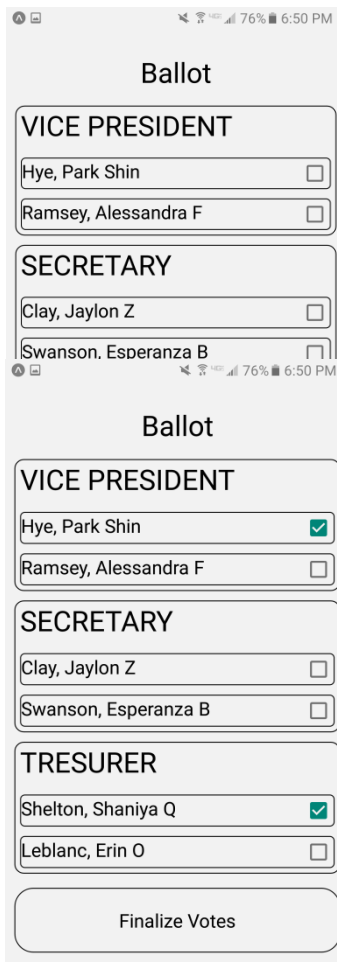 76% 6:50 PM
Ballot
VICE PRESIDENT
Hye, Park Shin
Ramsey, Alessandra F
SECRETARY
Clay, Jaylon Z
Swanson, Esperanza B
76% 6:50 PM
Ballot
VICE PRESIDENT
Hye, Park Shin
Ramsey, Alessandra F
SECRETARY
Clay, Jaylon Z
Swanson, Esperanza B
TRESURER
Shelton, Shaniya Q
Leblanc, Erin O
Finalize Votes